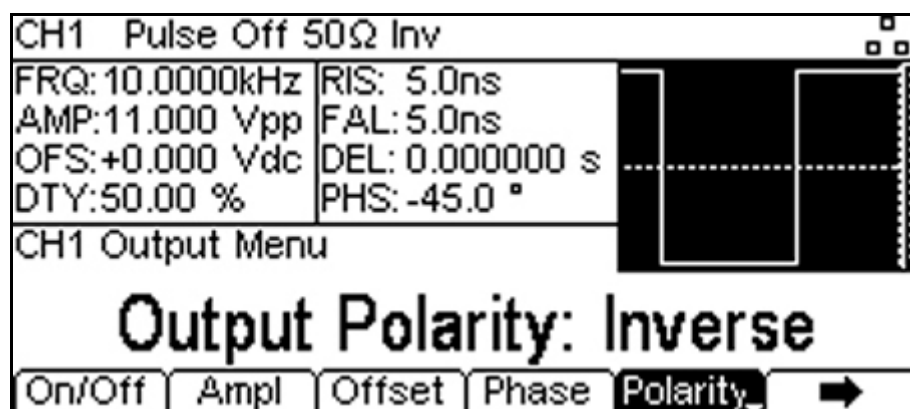 CH1 Pulse Off 50Ω Inv
FRQ:10.0000kHz RIS: 5.0ns
AMP:11.000 Vpp FAL:5.0ns
OFS:+0.000 Vdc DEL: 0.000000 s
DTY:50.00 % PHS:-45.0 °
CH1 Output Menu
Output Polarity: Inverse
On/Off Ampl Offset Phase Polarity